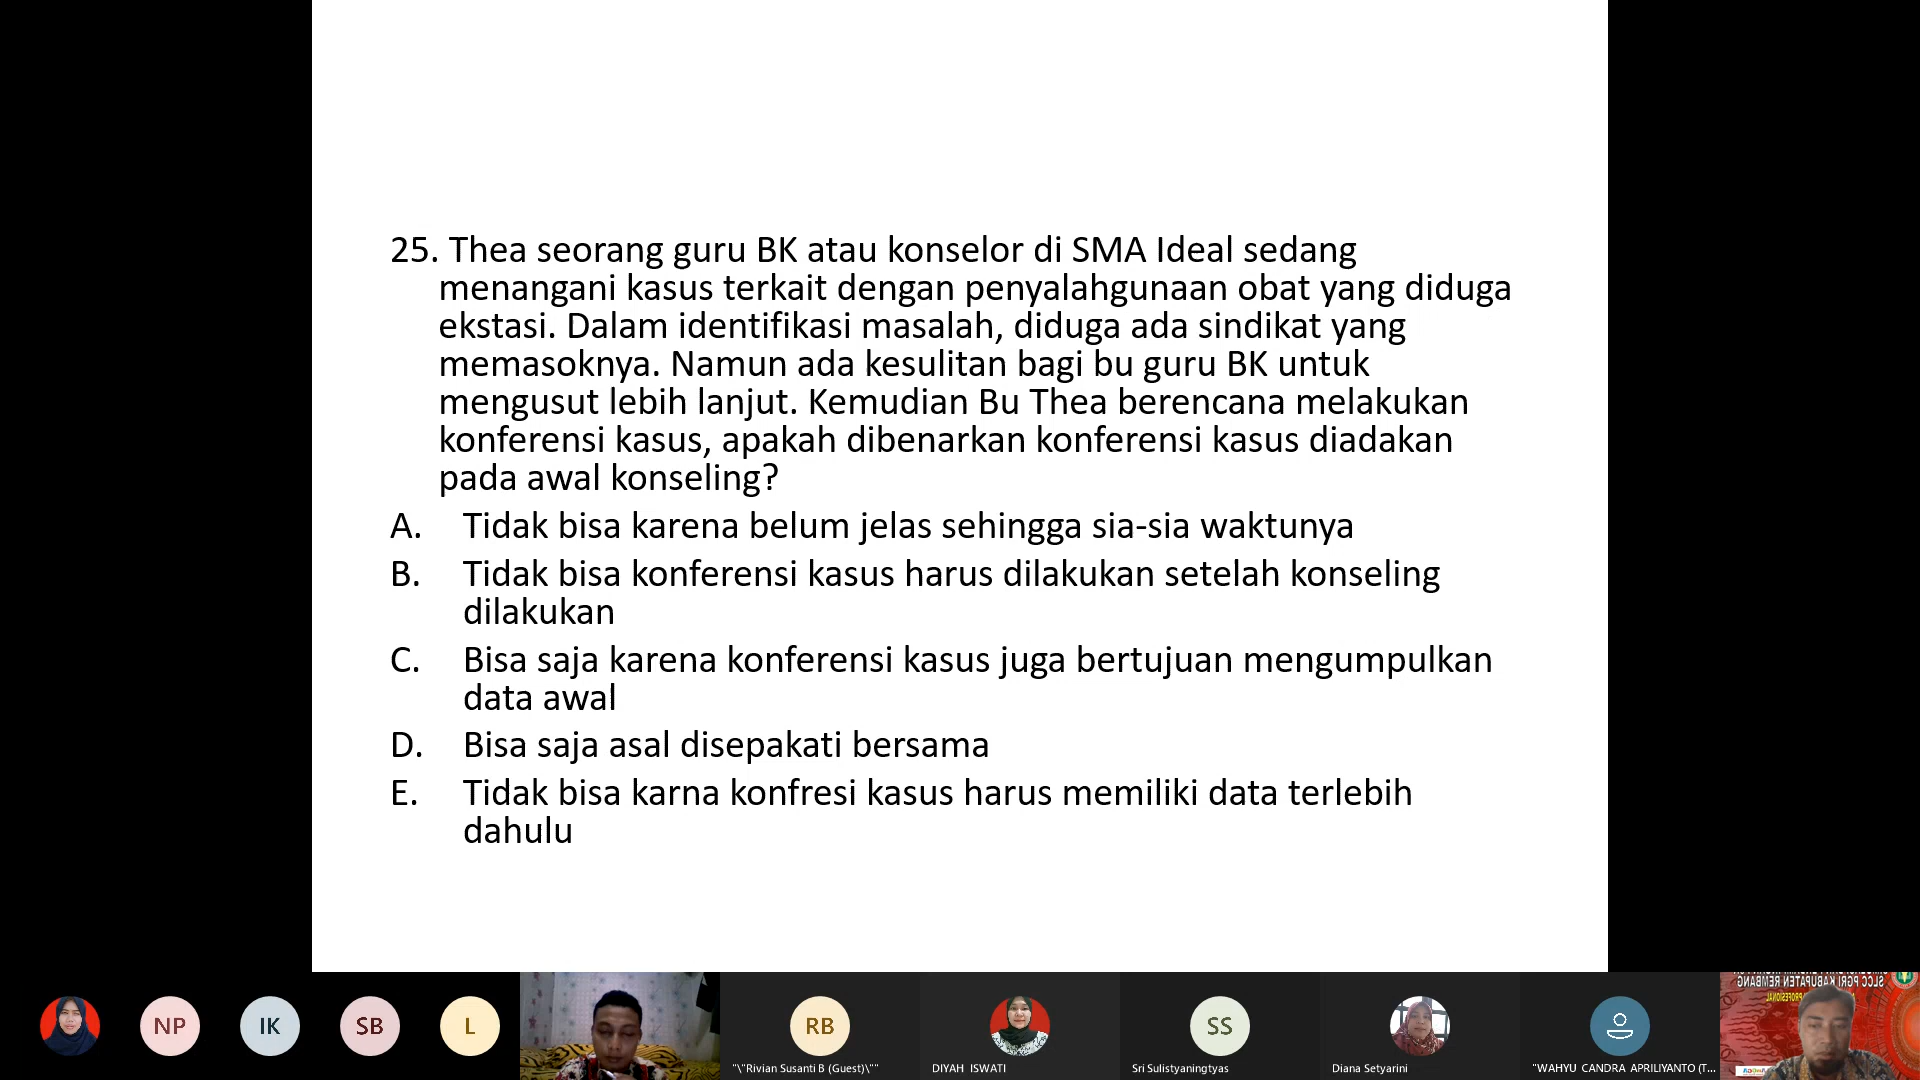 25. Thea seorang guru BK atau konselor di SMA Ideal sedang
menangani kasus terkait dengan penyalahgunaan obat yang diduga
ekstasi. Dalam identifikasi masalah, diduga ada sindikat yang
memasoknya. Namun ada kesulitan bagi bu guru BK untuk
mengusut lebih lanjut. Kemudian Bu Thea berencana melakukan
konferensi kasus, apakah dibenarkan konferensi kasus diadakan
pada awal konseling?
A. Tidak bisa karena belum jelas sehingga sia-sia waktunya
B. Tidak bisa konferensi kasus harus dilakukan setelah konseling
dilakukan
C. Bisa saja karena konferensi kasus juga bertujuan mengumpulkan
data awal
D. Bisa saja asal disepakati bersama
E. Tidak bisa karna konfresi kasus harus memiliki data terlebih
dahulu
SLCC PGRI KABUPATEN REMBANG
PROFESIONAL
NP IK SB L RB SS
"\"Rivian Susanti B (Guest)\"" DIYAH ISWATI Sri Sulistyaningtyas Diana Setyarini "WAHYU CANDRA APRILIYANTO (T...